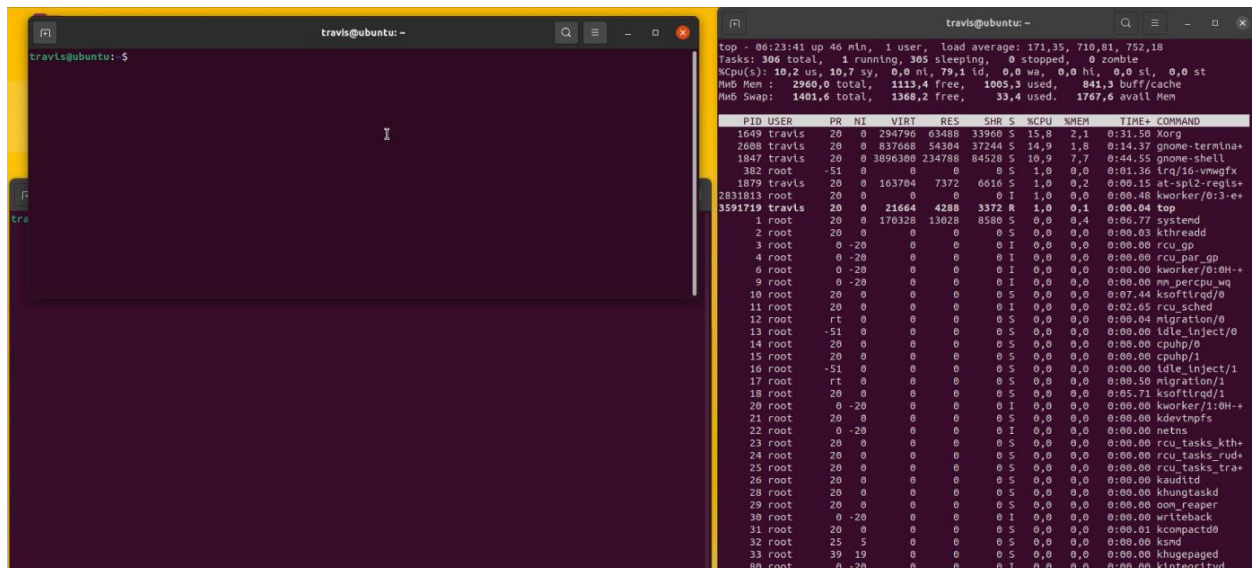 travis@ubuntu: ~
travis@ubuntu:~$
tra
travis@ubuntu: ~
top - 06:23:41 up 46 min,  1 user,  load average: 171,35, 710,81, 752,18
Tasks: 306 total,   1 running, 305 sleeping,   0 stopped,   0 zombie
%Cpu(s): 10,2 us, 10,7 sy,  0,0 ni, 79,1 id,  0,0 wa,  0,0 hi,  0,0 si,  0,0 st
МиБ Mem :   2960,0 total,   1113,4 free,   1005,3 used,    841,3 buff/cache
МиБ Swap:   1401,6 total,   1368,2 free,     33,4 used.   1767,6 avail Mem
PID USER PR NI VIRT RES SHR S %CPU %MEM TIME+ COMMAND
1649 travis 20 0 294796 63488 33960 S 15,8 2,1 0:31.50 Xorg
2608 travis 20 0 837668 54304 37244 S 14,9 1,8 0:14.37 gnome-termina+
1847 travis 20 0 3896300 234788 84528 S 10,9 7,7 0:44.55 gnome-shell
382 root -51 0 0 0 0 S 1,0 0,0 0:01.36 irq/16-vmwgfx
1879 travis 20 0 163704 7372 6616 S 1,0 0,2 0:00.15 at-spi2-regis+
2831813 root 20 0 0 0 0 I 1,0 0,0 0:00.48 kworker/0:3-e+
3591719 travis 20 0 21664 4288 3372 R 1,0 0,1 0:00.04 top
1 root 20 0 170328 13028 8580 S 0,0 0,4 0:06.77 systemd
2 root 20 0 0 0 0 S 0,0 0,0 0:00.03 kthreadd
3 root 0 -20 0 0 0 I 0,0 0,0 0:00.00 rcu_gp
4 root 0 -20 0 0 0 I 0,0 0,0 0:00.00 rcu_par_gp
6 root 0 -20 0 0 0 I 0,0 0,0 0:00.00 kworker/0:0H-+
9 root 0 -20 0 0 0 I 0,0 0,0 0:00.00 mm_percpu_wq
10 root 20 0 0 0 0 S 0,0 0,0 0:07.44 ksoftirqd/0
11 root 20 0 0 0 0 I 0,0 0,0 0:02.65 rcu_sched
12 root rt 0 0 0 0 S 0,0 0,0 0:00.04 migration/0
13 root -51 0 0 0 0 S 0,0 0,0 0:00.00 idle_inject/0
14 root 20 0 0 0 0 S 0,0 0,0 0:00.00 cpuhp/0
15 root 20 0 0 0 0 S 0,0 0,0 0:00.00 cpuhp/1
16 root -51 0 0 0 0 S 0,0 0,0 0:00.00 idle_inject/1
17 root rt 0 0 0 0 S 0,0 0,0 0:00.50 migration/1
18 root 20 0 0 0 0 S 0,0 0,0 0:05.71 ksoftirqd/1
20 root 0 -20 0 0 0 I 0,0 0,0 0:00.00 kworker/1:0H-+
21 root 20 0 0 0 0 S 0,0 0,0 0:00.00 kdevtmpfs
22 root 0 -20 0 0 0 I 0,0 0,0 0:00.00 netns
23 root 20 0 0 0 0 S 0,0 0,0 0:00.00 rcu_tasks_kth+
24 root 20 0 0 0 0 S 0,0 0,0 0:00.00 rcu_tasks_rud+
25 root 20 0 0 0 0 S 0,0 0,0 0:00.00 rcu_tasks_tra+
26 root 20 0 0 0 0 S 0,0 0,0 0:00.00 kauditd
28 root 20 0 0 0 0 S 0,0 0,0 0:00.00 khungtaskd
29 root 20 0 0 0 0 S 0,0 0,0 0:00.00 oom_reaper
30 root 0 -20 0 0 0 I 0,0 0,0 0:00.00 writeback
31 root 20 0 0 0 0 S 0,0 0,0 0:00.01 kcompactd0
32 root 25 5 0 0 0 S 0,0 0,0 0:00.00 ksmd
33 root 39 19 0 0 0 S 0,0 0,0 0:00.00 khugepaged
80 root 0 -20 0 0 0 I 0,0 0,0 0:00.00 kintegrityd